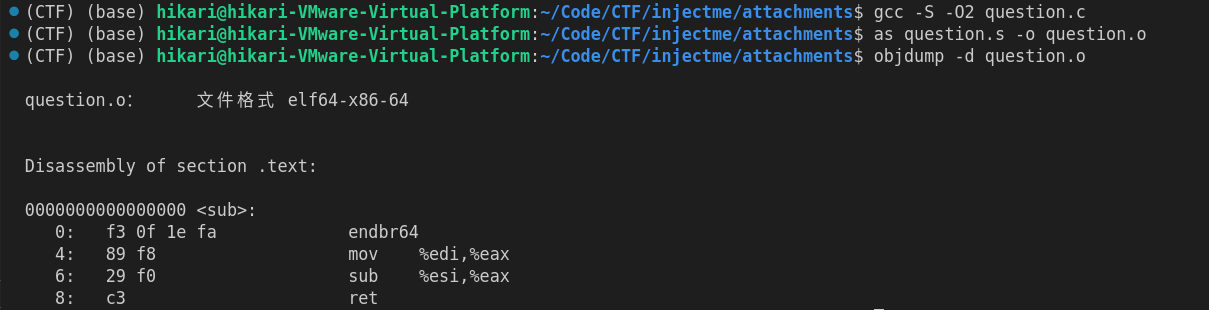 (CTF) (base) hikari@hikari-VMware-Virtual-Platform:~/Code/CTF/injectme/attachments$ gcc -S -O2 question.c
(CTF) (base) hikari@hikari-VMware-Virtual-Platform:~/Code/CTF/injectme/attachments$ as question.s -o question.o
(CTF) (base) hikari@hikari-VMware-Virtual-Platform:~/Code/CTF/injectme/attachments$ objdump -d question.o
question.o：     文件格式 elf64-x86-64
Disassembly of section .text:
0000000000000000 <sub>:
   0:   f3 0f 1e fa             endbr64
   4:   89 f8                   mov    %edi,%eax
   6:   29 f0                   sub    %esi,%eax
   8:   c3                      ret